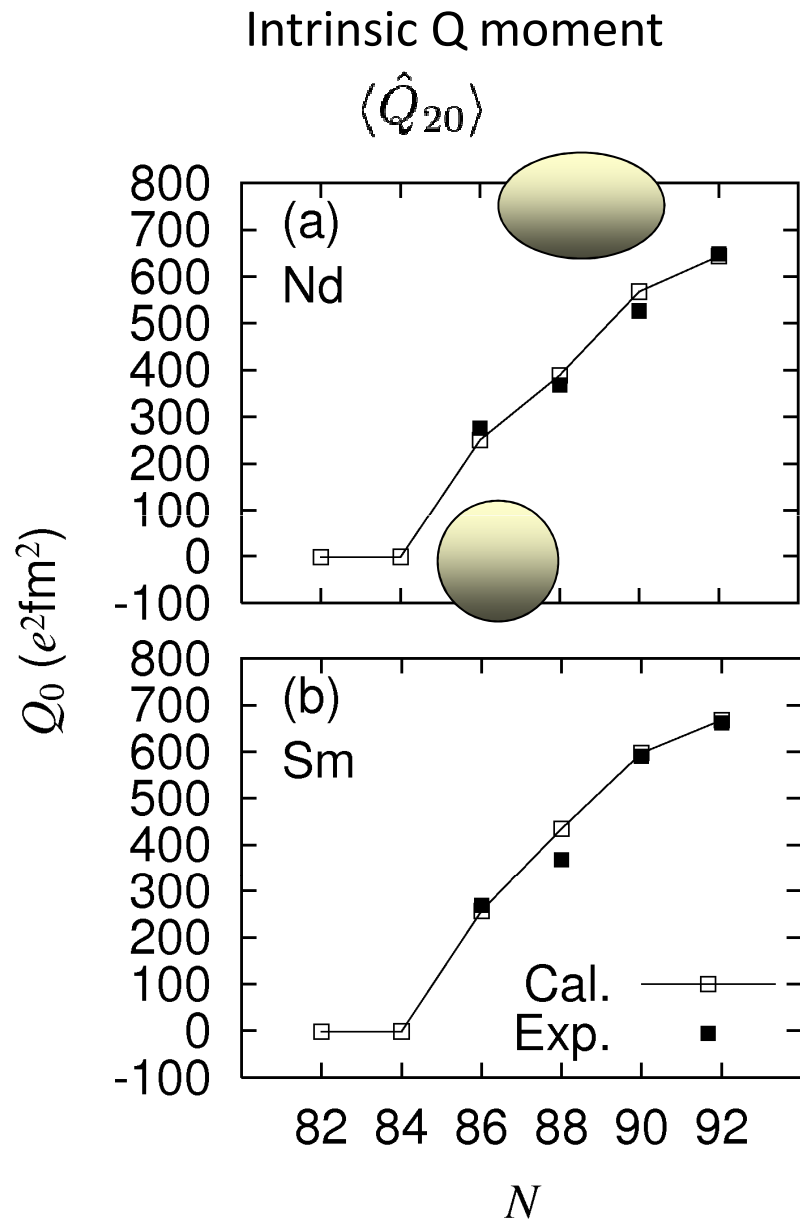 Intrinsic Q moment
⟨Q̂₂₀⟩
800
700
600
500
400
300
200
100
0
-100
(a)
Nd
Q₀ (e²fm²)
800
700
600
500
400
300
200
100
0
-100
(b)
Sm
Cal.
Exp.
82 84 86 88 90 92
N